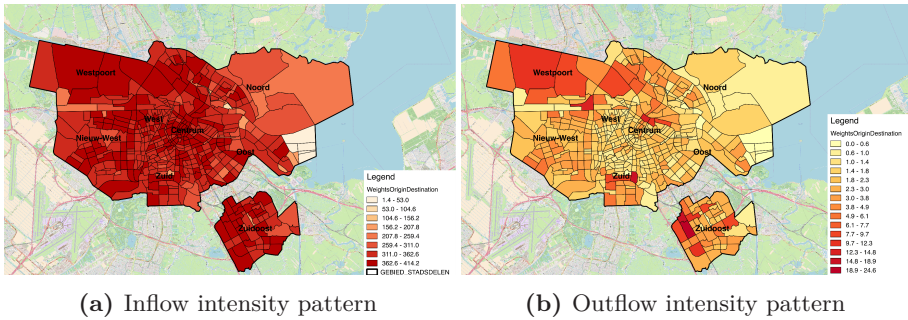 Westpoort
Noord
West
Centrum
Nieuw-West
Oost
Zuid
Zuidoost
Legend
WeightsOriginDestination
1.4 - 53.0
53.0 - 104.6
104.6 - 156.2
156.2 - 207.8
207.8 - 259.4
259.4 - 311.0
311.0 - 362.6
362.6 - 414.2
GEBIED_STADSDELEN
Westpoort
Noord
West
Centrum
Nieuw-West
Oost
Zuid
Zuidoost
Legend
WeightsOriginDestination
0.0 - 0.6
0.6 - 1.0
1.0 - 1.4
1.4 - 1.8
1.8 - 2.3
2.3 - 3.0
3.0 - 3.8
3.8 - 4.9
4.9 - 6.1
6.1 - 7.7
7.7 - 9.7
9.7 - 12.3
12.3 - 14.8
14.8 - 18.9
18.9 - 24.6
(a) Inflow intensity pattern
(b) Outflow intensity pattern